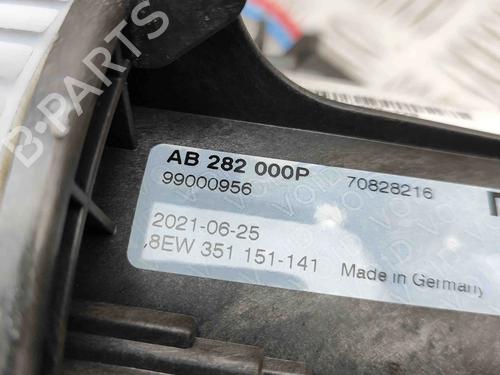 B-PARTS
AB 282 000P 70828216
99000956
2021-06-25
8EW 351 151-141 Made in Germany